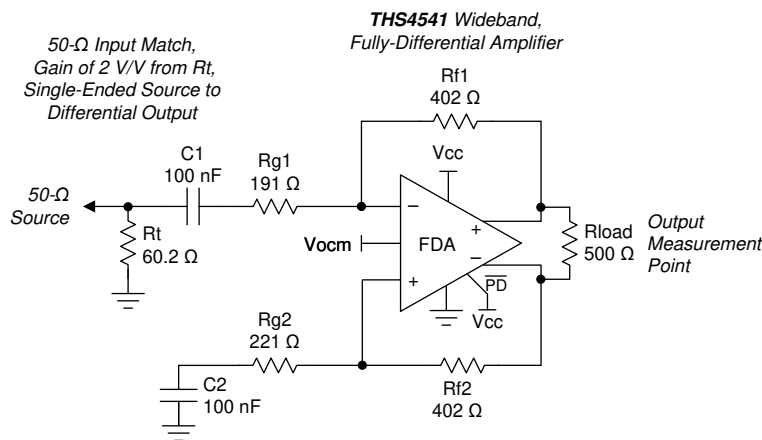 THS4541 Wideband,
Fully-Differential Amplifier
50-Ω Input Match,
Gain of 2 V/V from Rt,
Single-Ended Source to
Differential Output
Rf1
402 Ω
C1
100 nF
Rg1
191 Ω
Vcc
50-Ω
Source
Rt
60.2 Ω
Vocm
−
FDA
+
−
+
Rload
500 Ω
Output
Measurement
Point
PD
Vcc
Rg2
221 Ω
C2
100 nF
Rf2
402 Ω